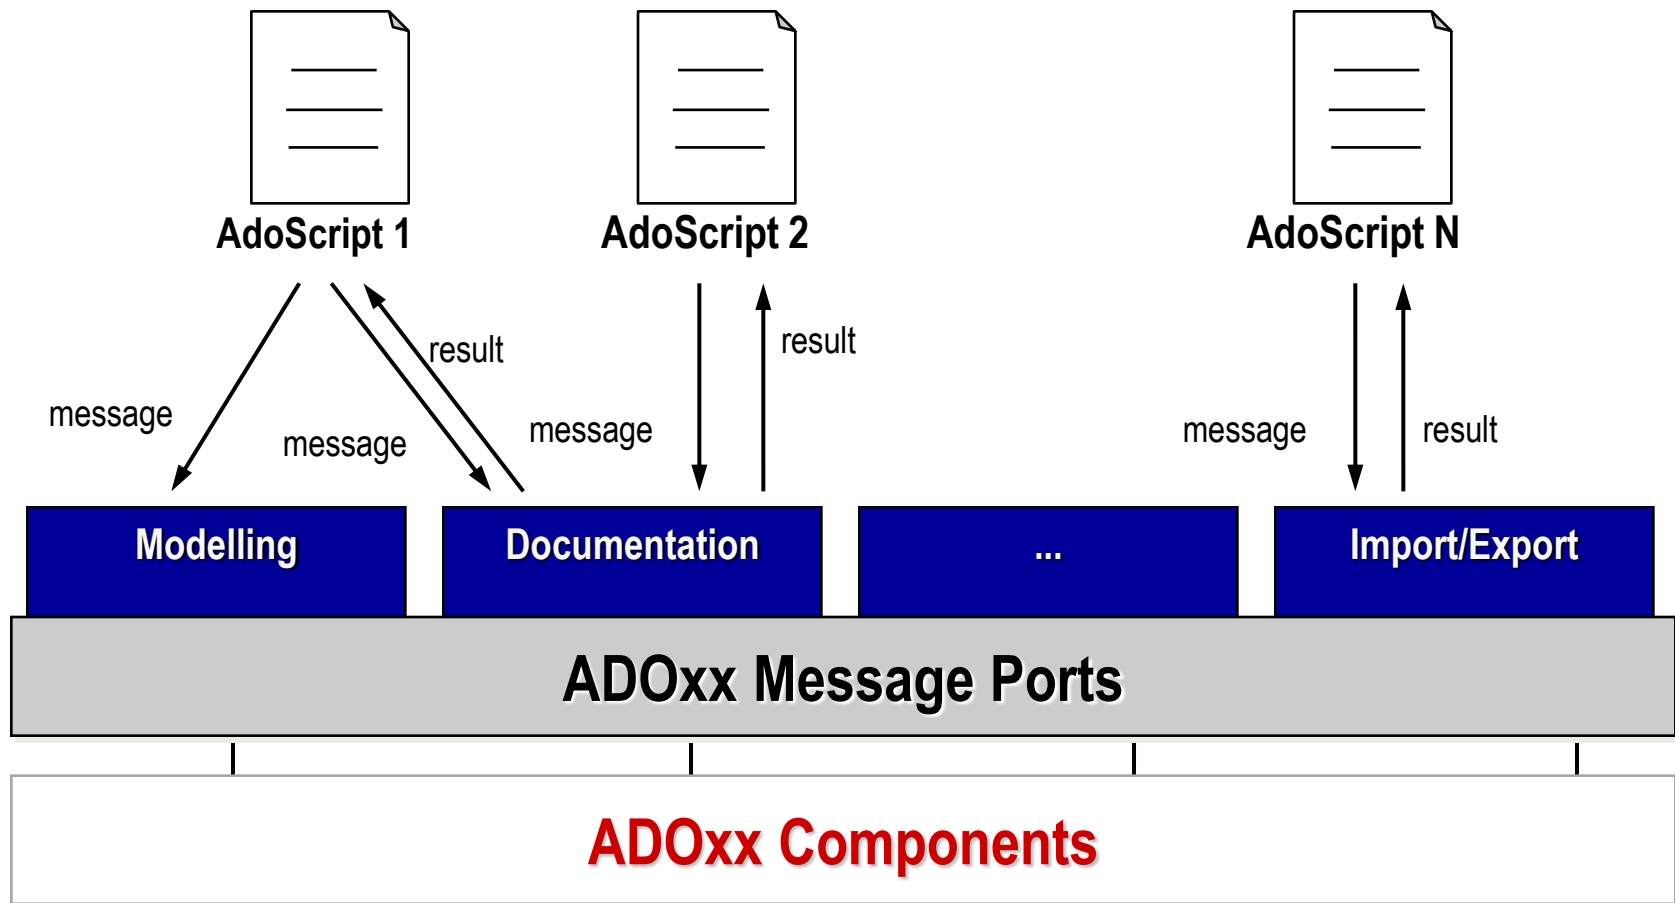 AdoScript 1
AdoScript 2
AdoScript N
result
result
message
message
message
message
result
Modelling
Documentation
...
Import/Export
ADOxx Message Ports
ADOxx Components